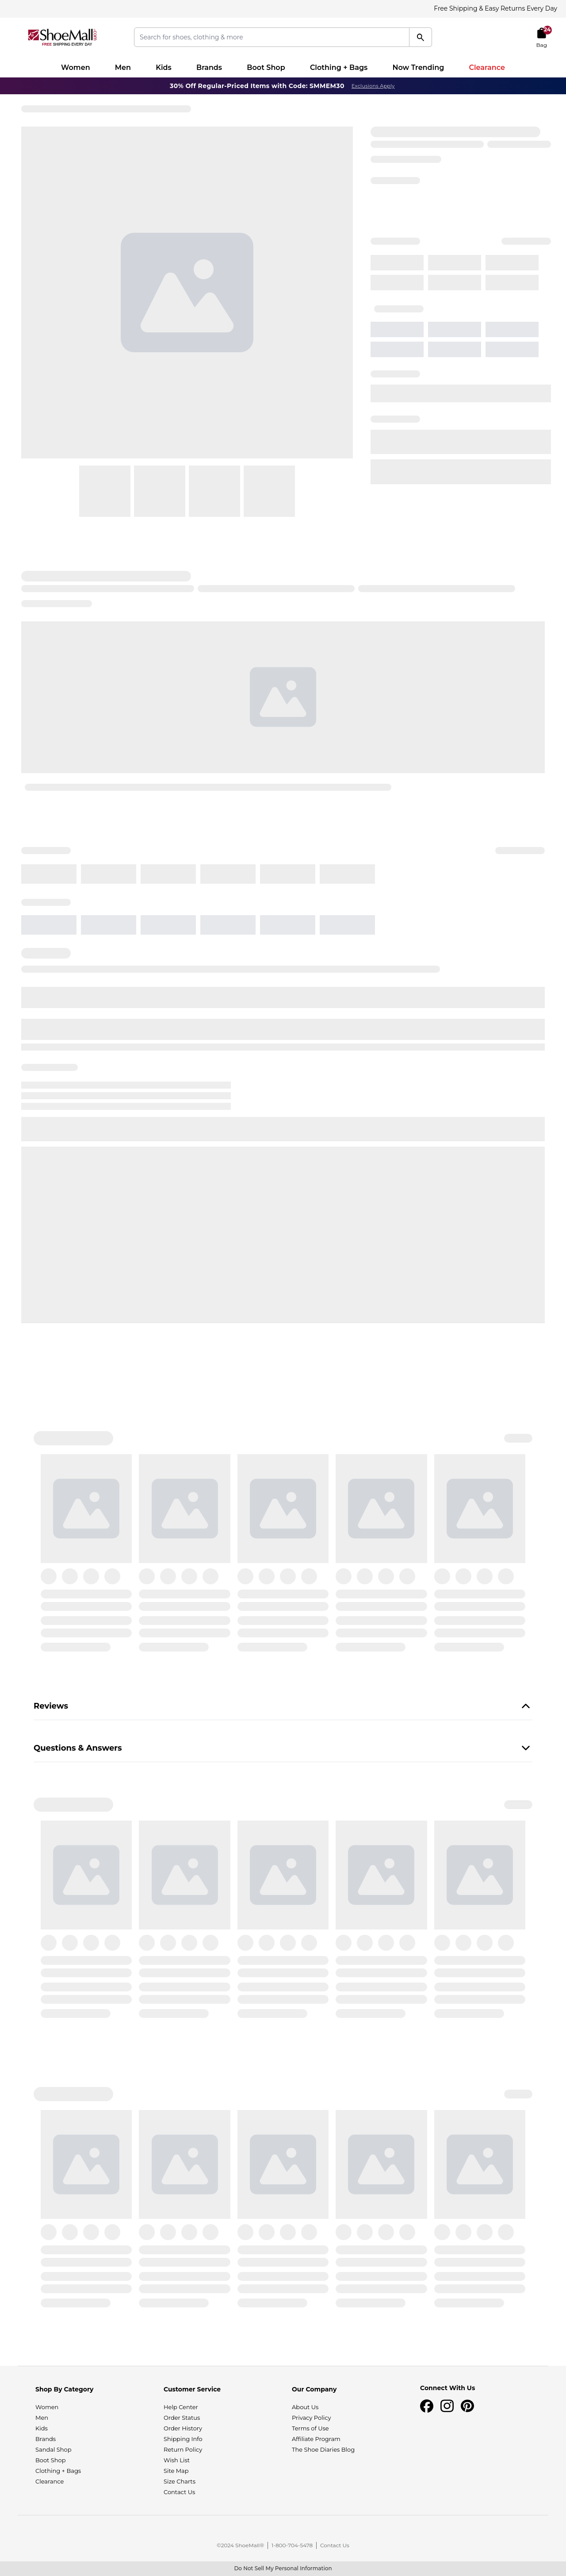 Free Shipping & Easy Returns Every Day
ShoeMall
FREE SHIPPING EVERY DAY
Search for shoes, clothing & more
24
Bag
Women Men Kids Brands Boot Shop Clothing + Bags Now Trending Clearance
30% Off Regular-Priced Items with Code: SMMEM30 Exclusions Apply
Reviews
Questions & Answers
Shop By Category
Women
Men
Kids
Brands
Sandal Shop
Boot Shop
Clothing + Bags
Clearance
Customer Service
Help Center
Order Status
Order History
Shipping Info
Return Policy
Wish List
Site Map
Size Charts
Contact Us
Our Company
About Us
Privacy Policy
Terms of Use
Affiliate Program
The Shoe Diaries Blog
Connect With Us
©2024 ShoeMall® | 1-800-704-5478 | Contact Us
Do Not Sell My Personal Information